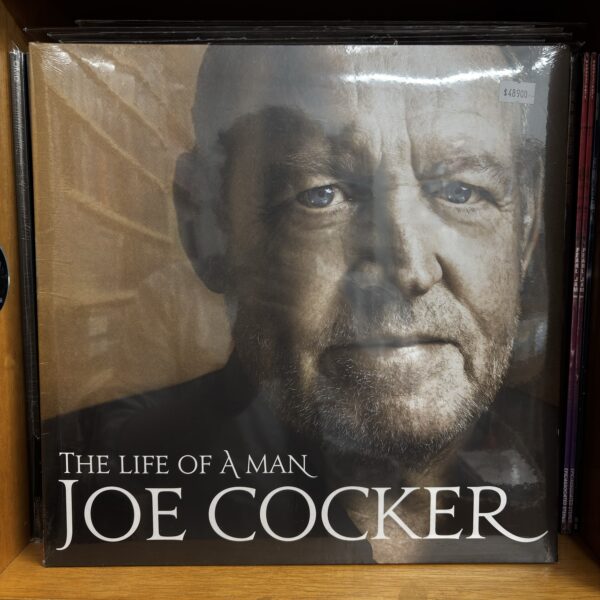 $48900
THE LIFE OF A MAN
JOE COCKER